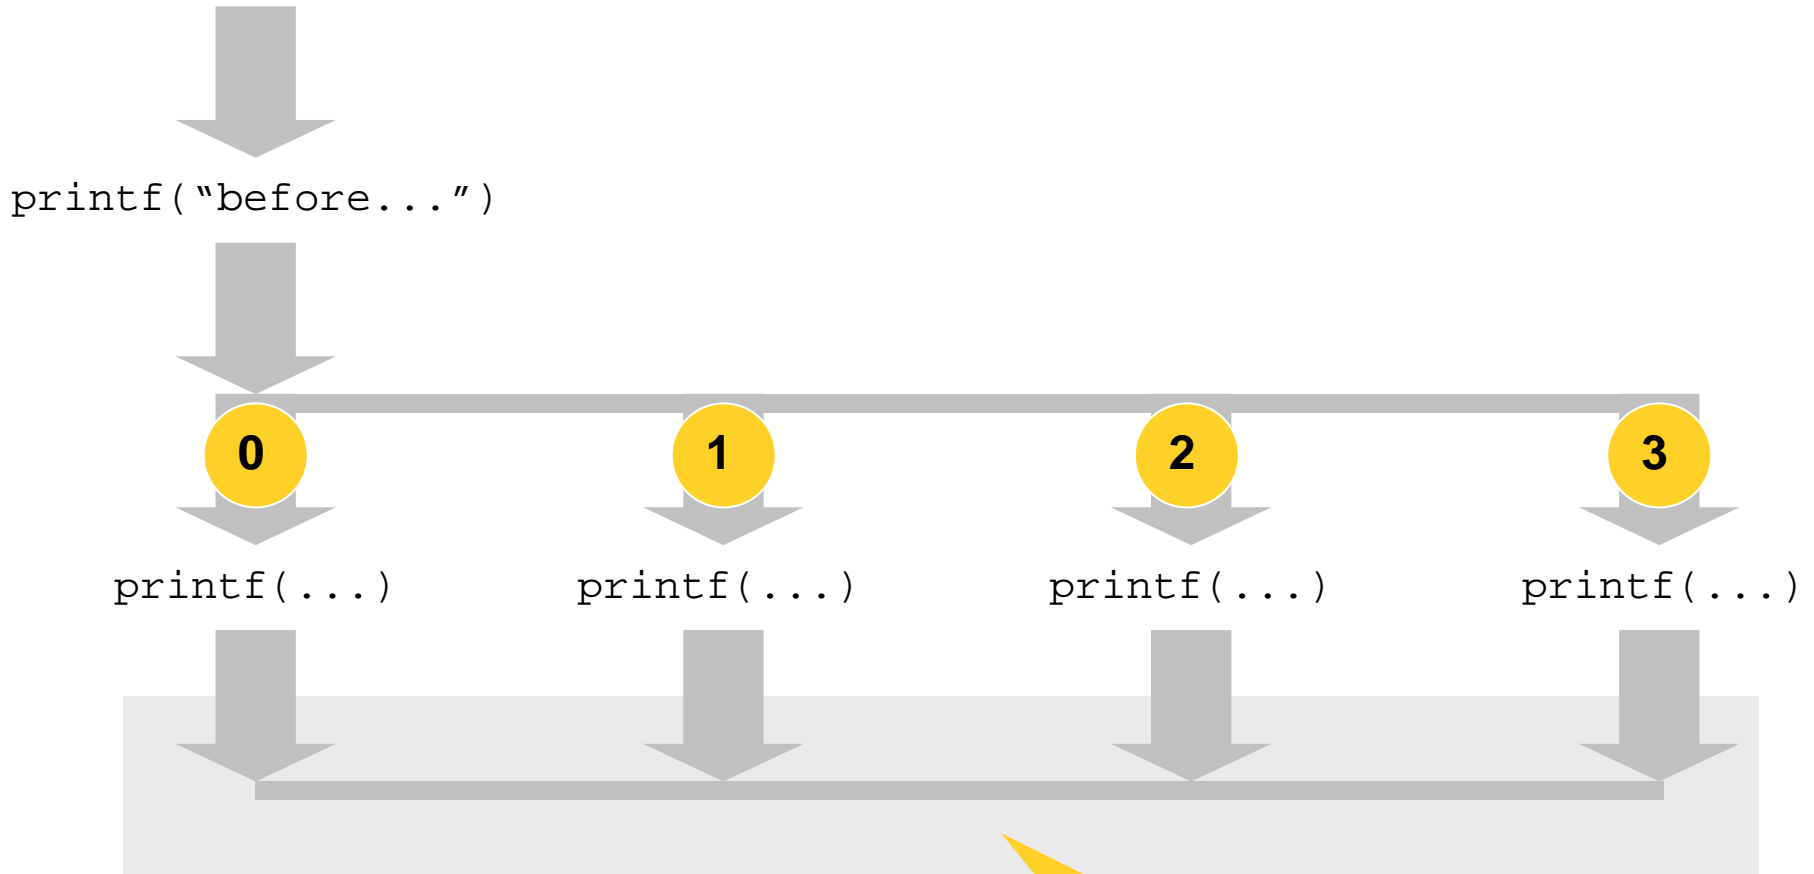 printf(“before...”)
0 1 2 3
printf(...) printf(...) printf(...) printf(...)